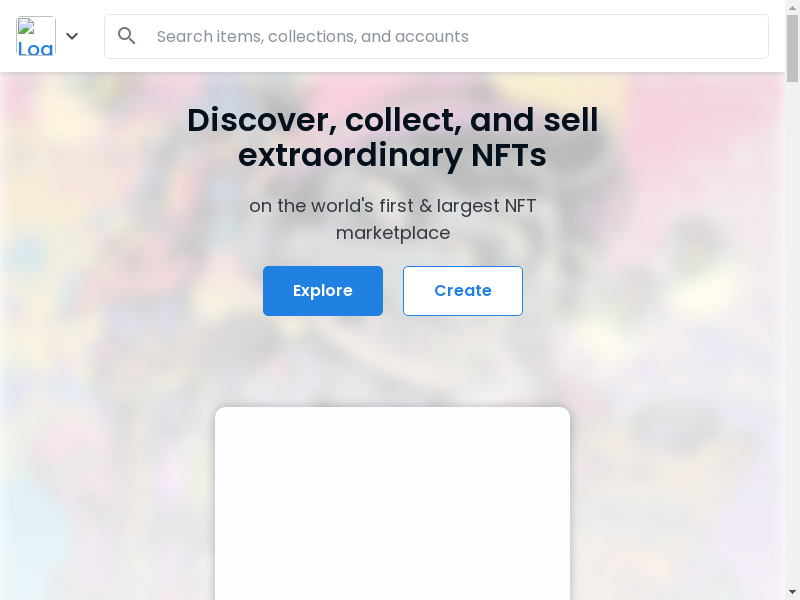 Search items, collections, and accounts
Discover, collect, and sell
extraordinary NFTs
on the world's first & largest NFT
marketplace
Explore
Create